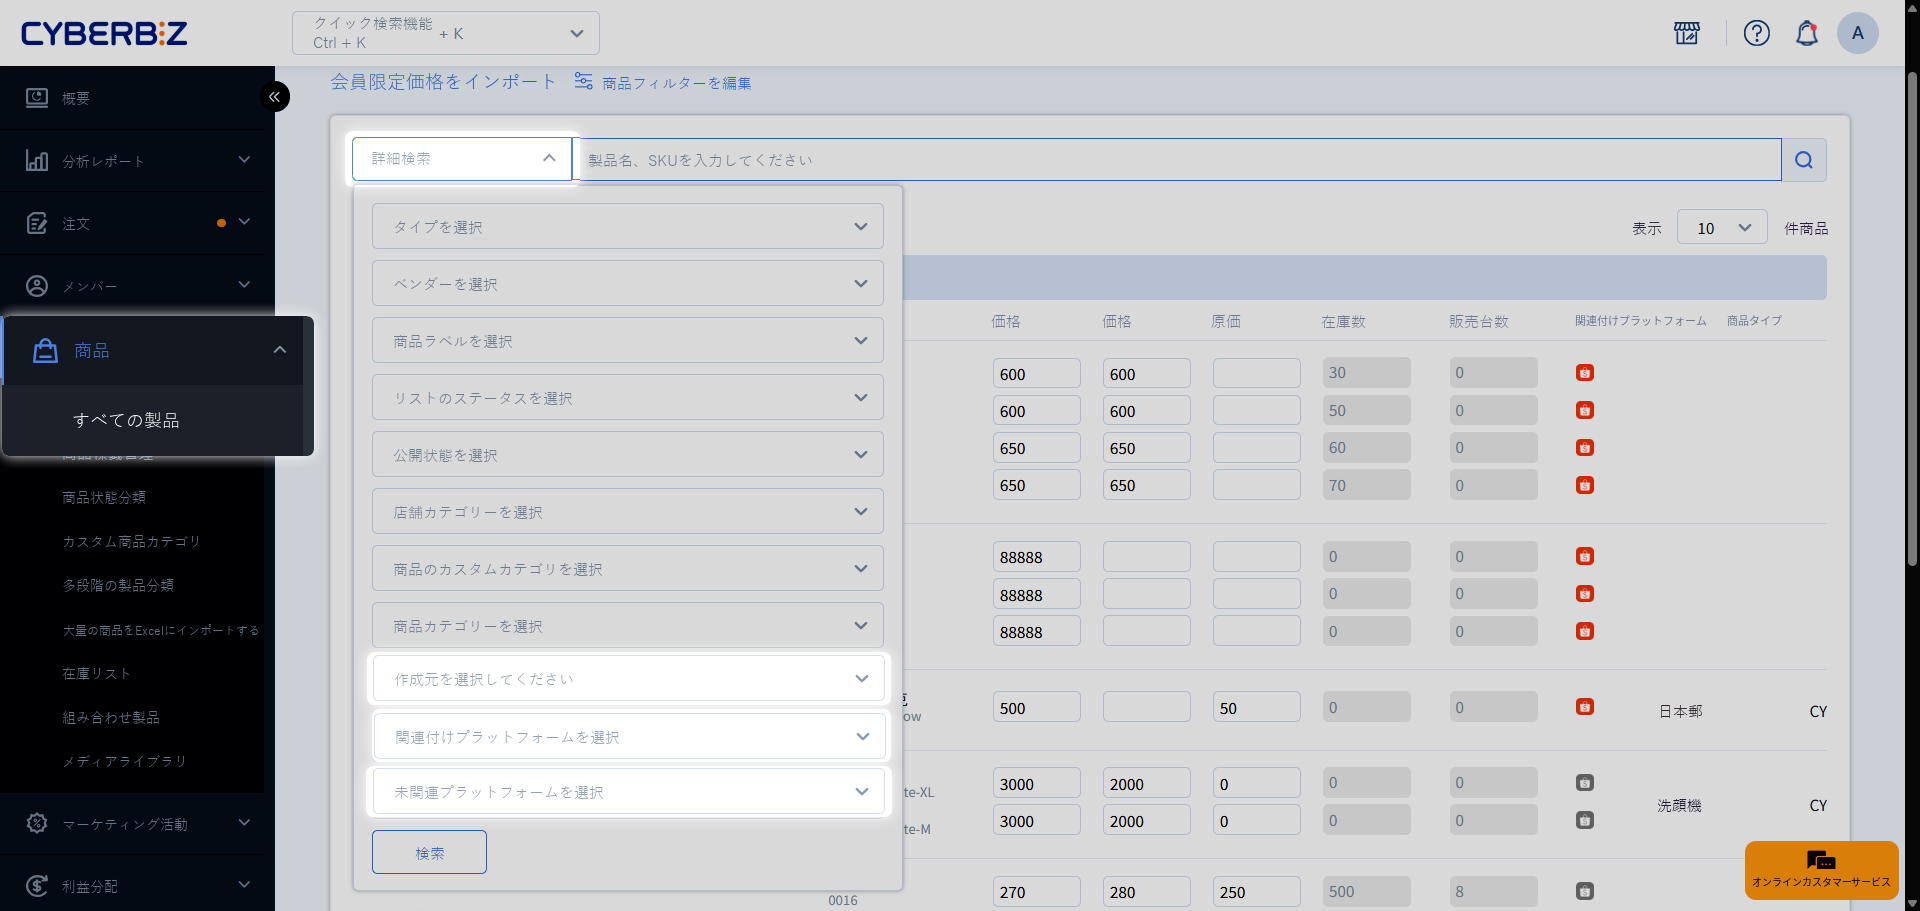 CYBERBIZ
クイック検索機能
Ctrl + K
+ K
A
概要
分析レポート
注文
メンバー
商品
すべての製品
商品状態分類
カスタム商品カテゴリ
多段階の製品分類
大量の商品をExcelにインポートする
在庫リスト
組み合わせ製品
メディアライブラリ
マーケティング活動
利益分配
会員限定価格をインポート
商品フィルターを編集
詳細検索
製品名、SKUを入力してください
表示
10
件商品
タイプを選択
ベンダーを選択
商品ラベルを選択
リストのステータスを選択
公開状態を選択
店舗カテゴリーを選択
商品のカスタムカテゴリを選択
商品カテゴリーを選択
作成元を選択してください
関連付けプラットフォームを選択
未関連プラットフォームを選択
検索
価格 価格 原価 在庫数 販売台数 関連付けプラットフォーム 商品タイプ
600 600 30 0
600 600 50 0
650 650 60 0
650 650 70 0
88888 0 0
88888 0 0
88888 0 0
ow
500 50 0 0 日本郵 CY
te-XL 3000 2000 0 0 0
洗顔機 CY
te-M 3000 2000 0 0 0
270 280 250 500 8
0016
オンラインカスタマーサービス